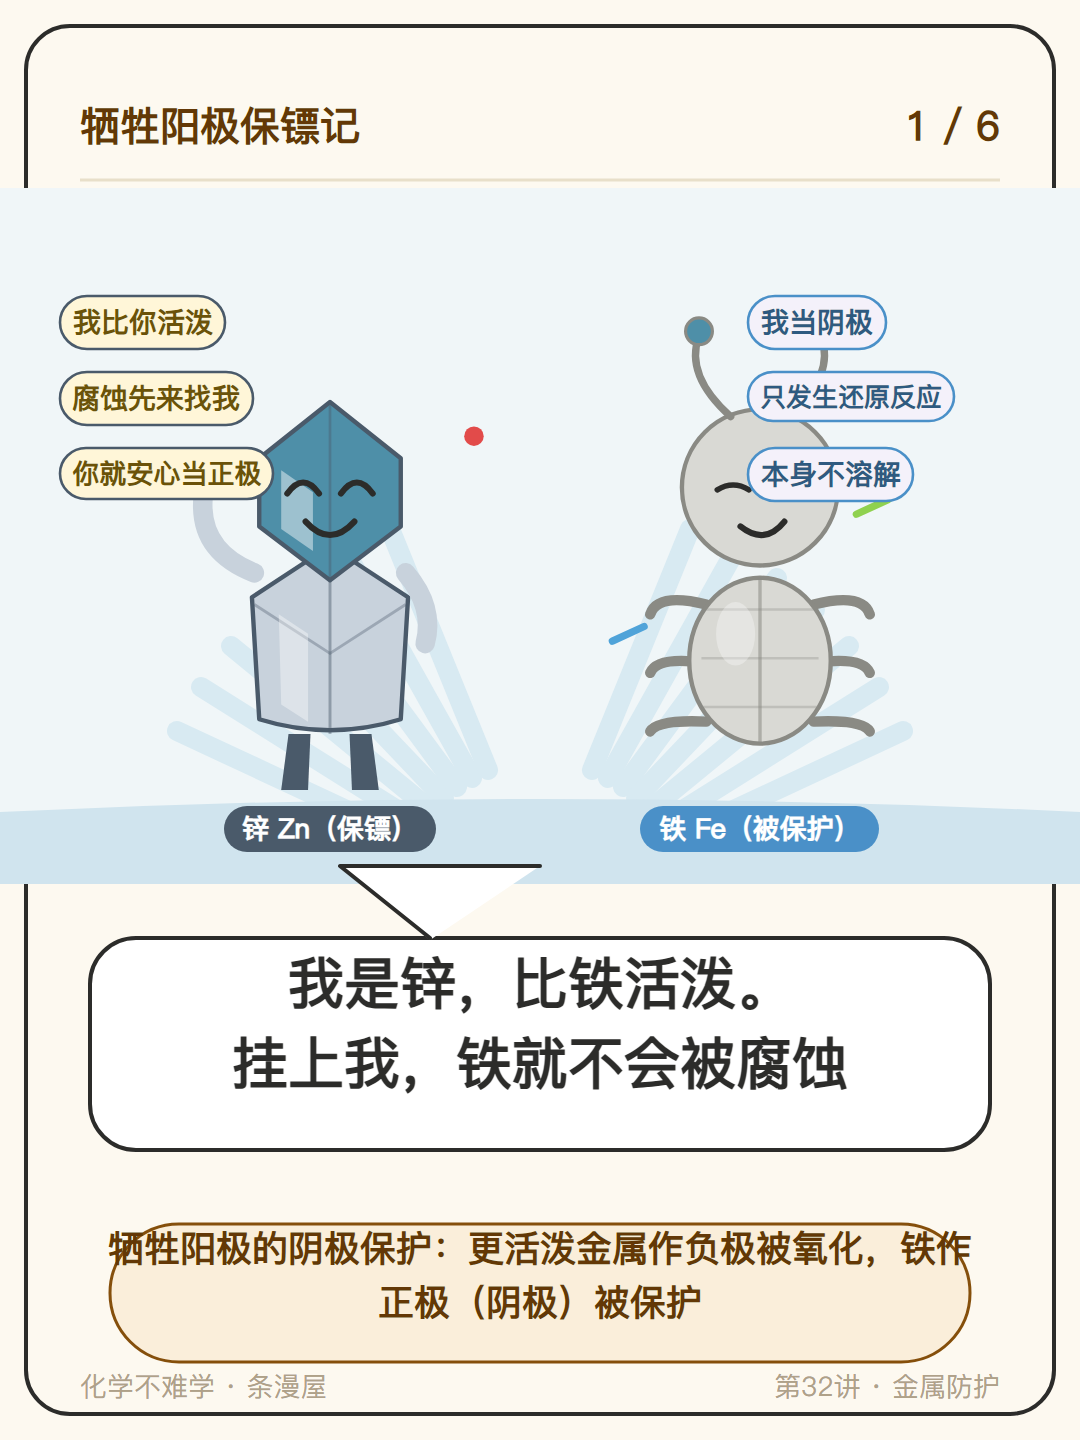 牺牲阳极保镖记
1 / 6
我比你活泼
腐蚀先来找我
你就安心当正极
我当阴极
只发生还原反应
本身不溶解
锌 Zn（保镖）
铁 Fe（被保护）
我是锌，比铁活泼。
挂上我，铁就不会被腐蚀
牺牲阳极的阴极保护：更活泼金属作负极被氧化，铁作
正极（阴极）被保护
化学不难学 · 条漫屋
第32讲 · 金属防护